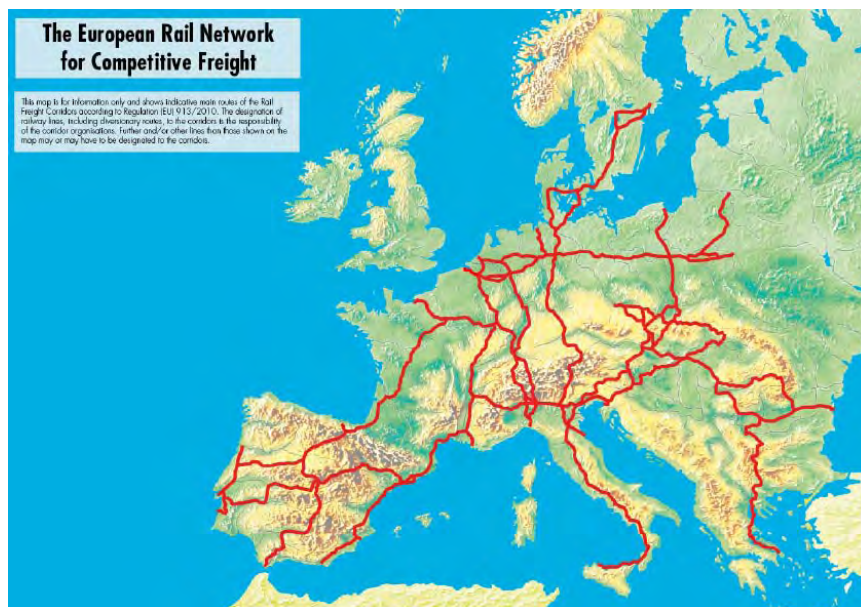 The European Rail Network
for Competitive Freight
This map is for information only and shows indicative main routes of the Rail
Freight Corridors according to Regulation (EU) 913/2010. The designation of
railway lines, including diversionary routes, to the corridors is the responsibility
of the corridor organisations. Further and/or other lines than those shown on the
map may or may have to be designated to the corridors.